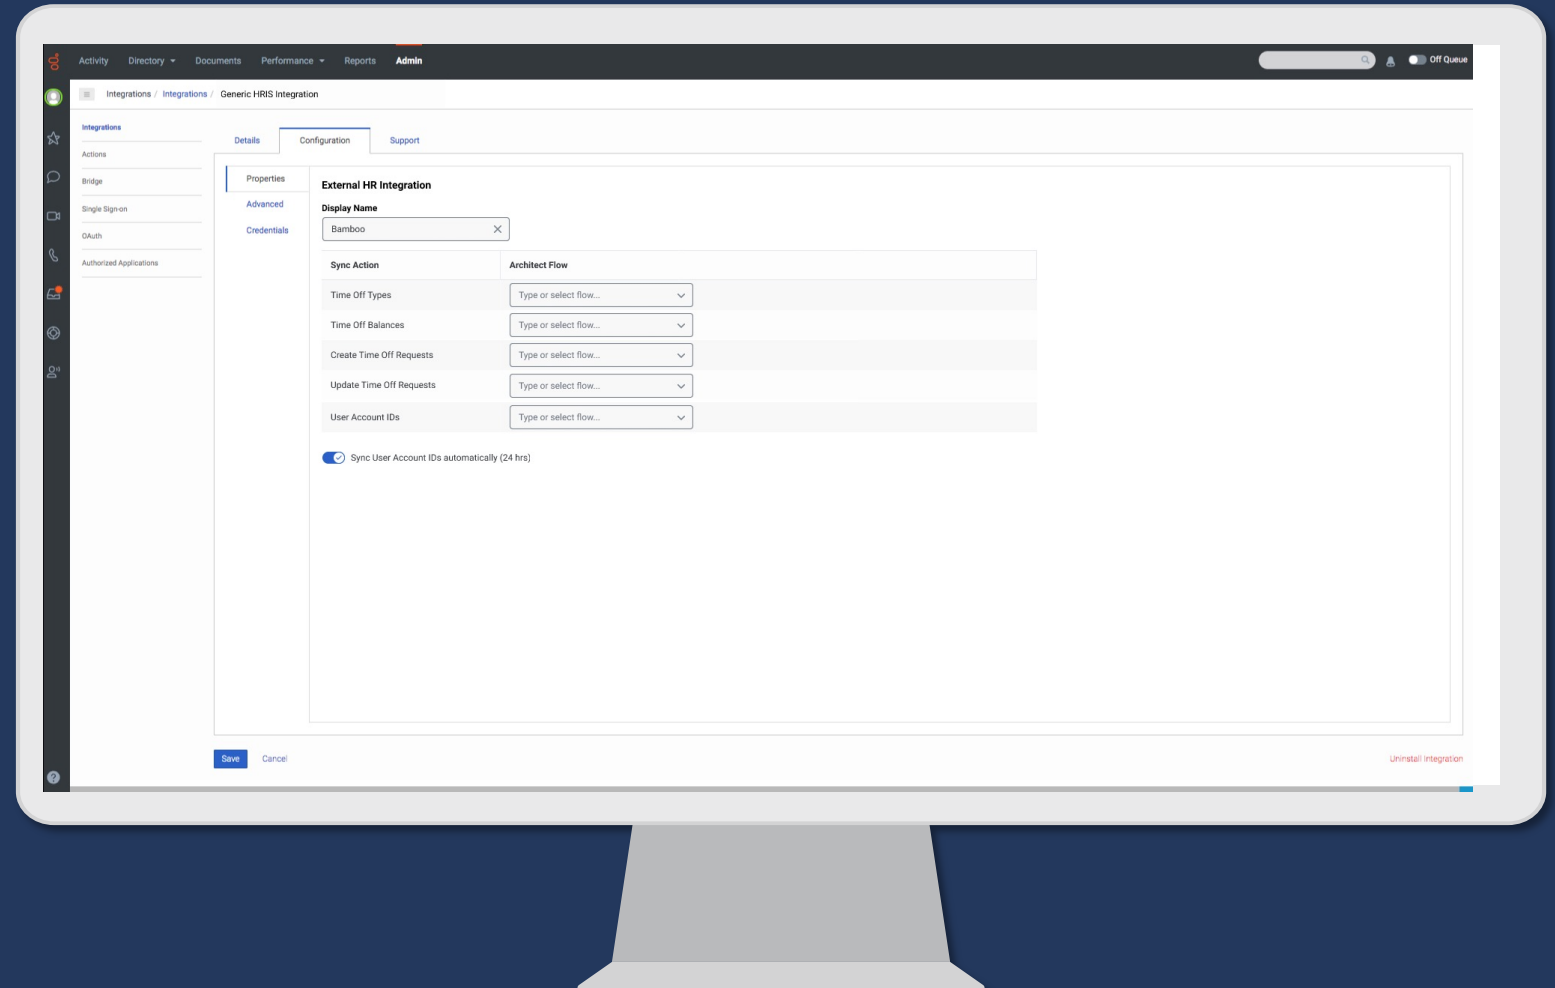 Activity Directory Documents Performance Reports Admin Off Queue
Integrations / Integrations / Generic HRIS Integration
Integrations
Actions
Bridge
Single Sign-on
OAuth
Authorized Applications
Details Configuration Support
Properties
Advanced
Credentials
External HR Integration
Display Name
Bamboo
Sync Action Architect Flow
Time Off Types Type or select flow...
Time Off Balances Type or select flow...
Create Time Off Requests Type or select flow...
Update Time Off Requests Type or select flow...
User Account IDs Type or select flow...
Sync User Account IDs automatically (24 hrs)
Save Cancel Uninstall Integration